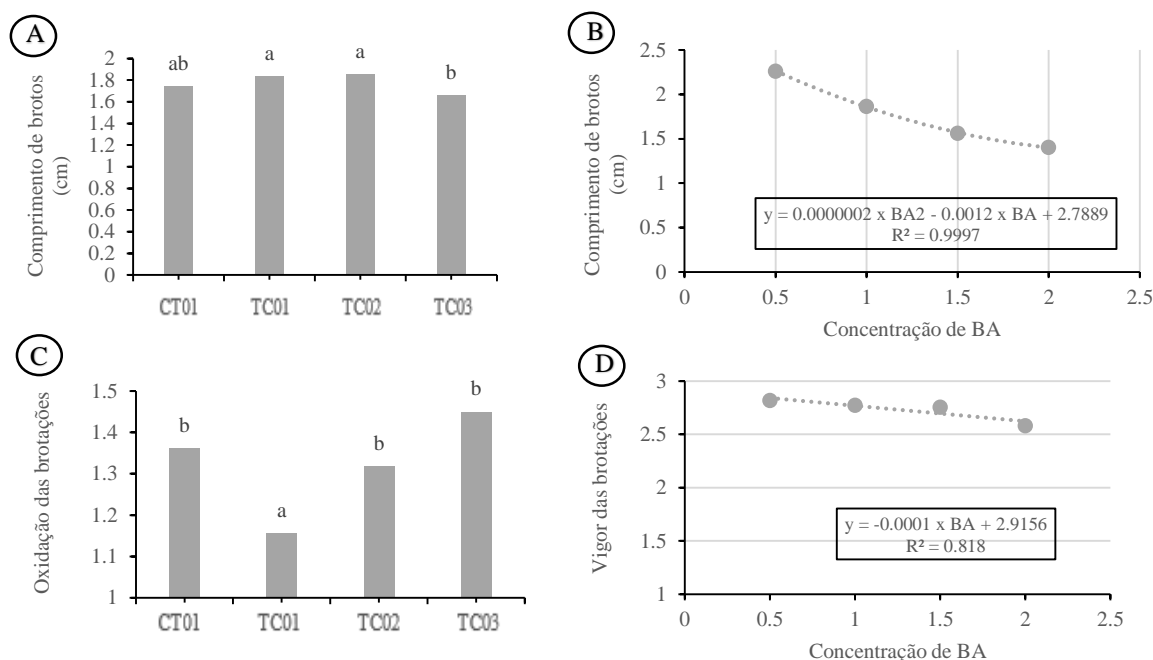 A
Comprimento de brotos
(cm)
2
1.8
1.6
1.4
1.2
1
0.8
0.6
0.4
0.2
0
ab
a
a
b
CT01 TC01 TC02 TC03
B
Comprimento de brotos
(cm)
2.5
2
1.5
1
0.5
0
y = 0.0000002 x BA2 - 0.0012 x BA + 2.7889
R² = 0.9997
0 0.5 1 1.5 2 2.5
Concentração de BA
C
Oxidação das brotações
1.5
1.4
1.3
1.2
1.1
1
b
a
b
b
CT01 TC01 TC02 TC03
D
Vigor das brotações
3
2.5
2
1.5
1
y = -0.0001 x BA + 2.9156
R² = 0.818
0 0.5 1 1.5 2 2.5
Concentração de BA